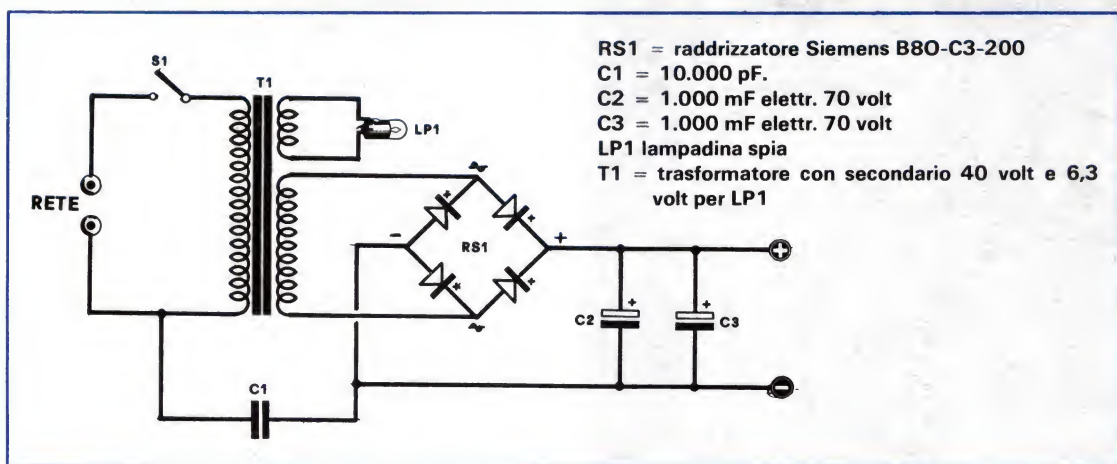 RS1 = raddrizzatore Siemens B80-C3-200
C1 = 10.000 pF.
C2 = 1.000 mF elettr. 70 volt
C3 = 1.000 mF elettr. 70 volt
LP1 lampadina spia
T1 = trasformatore con secondario 40 volt e 6,3
volt per LP1
S1
T1
LP1
RETE
RS1
-
+
C2
+
C3
+
C1
+
-